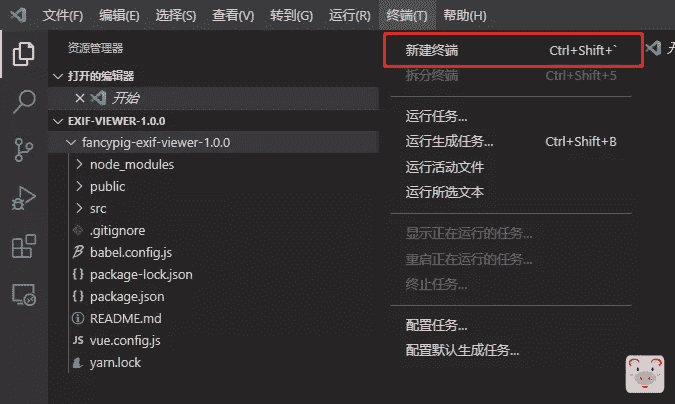 文件(F) 编辑(E) 选择(S) 查看(V) 转到(G) 运行(R) 终端(T) 帮助(H)
资源管理器
打开的编辑器
开始
EXIF-VIEWER-1.0.0
fancypig-exif-viewer-1.0.0
node_modules
public
src
.gitignore
babel.config.js
package-lock.json
package.json
README.md
JS vue.config.js
yarn.lock
新建终端 Ctrl+Shift+`
拆分终端 Ctrl+Shift+5
运行任务...
运行生成任务... Ctrl+Shift+B
运行活动文件
运行所选文本
显示正在运行的任务...
重启正在运行的任务...
终止任务...
配置任务...
配置默认生成任务...